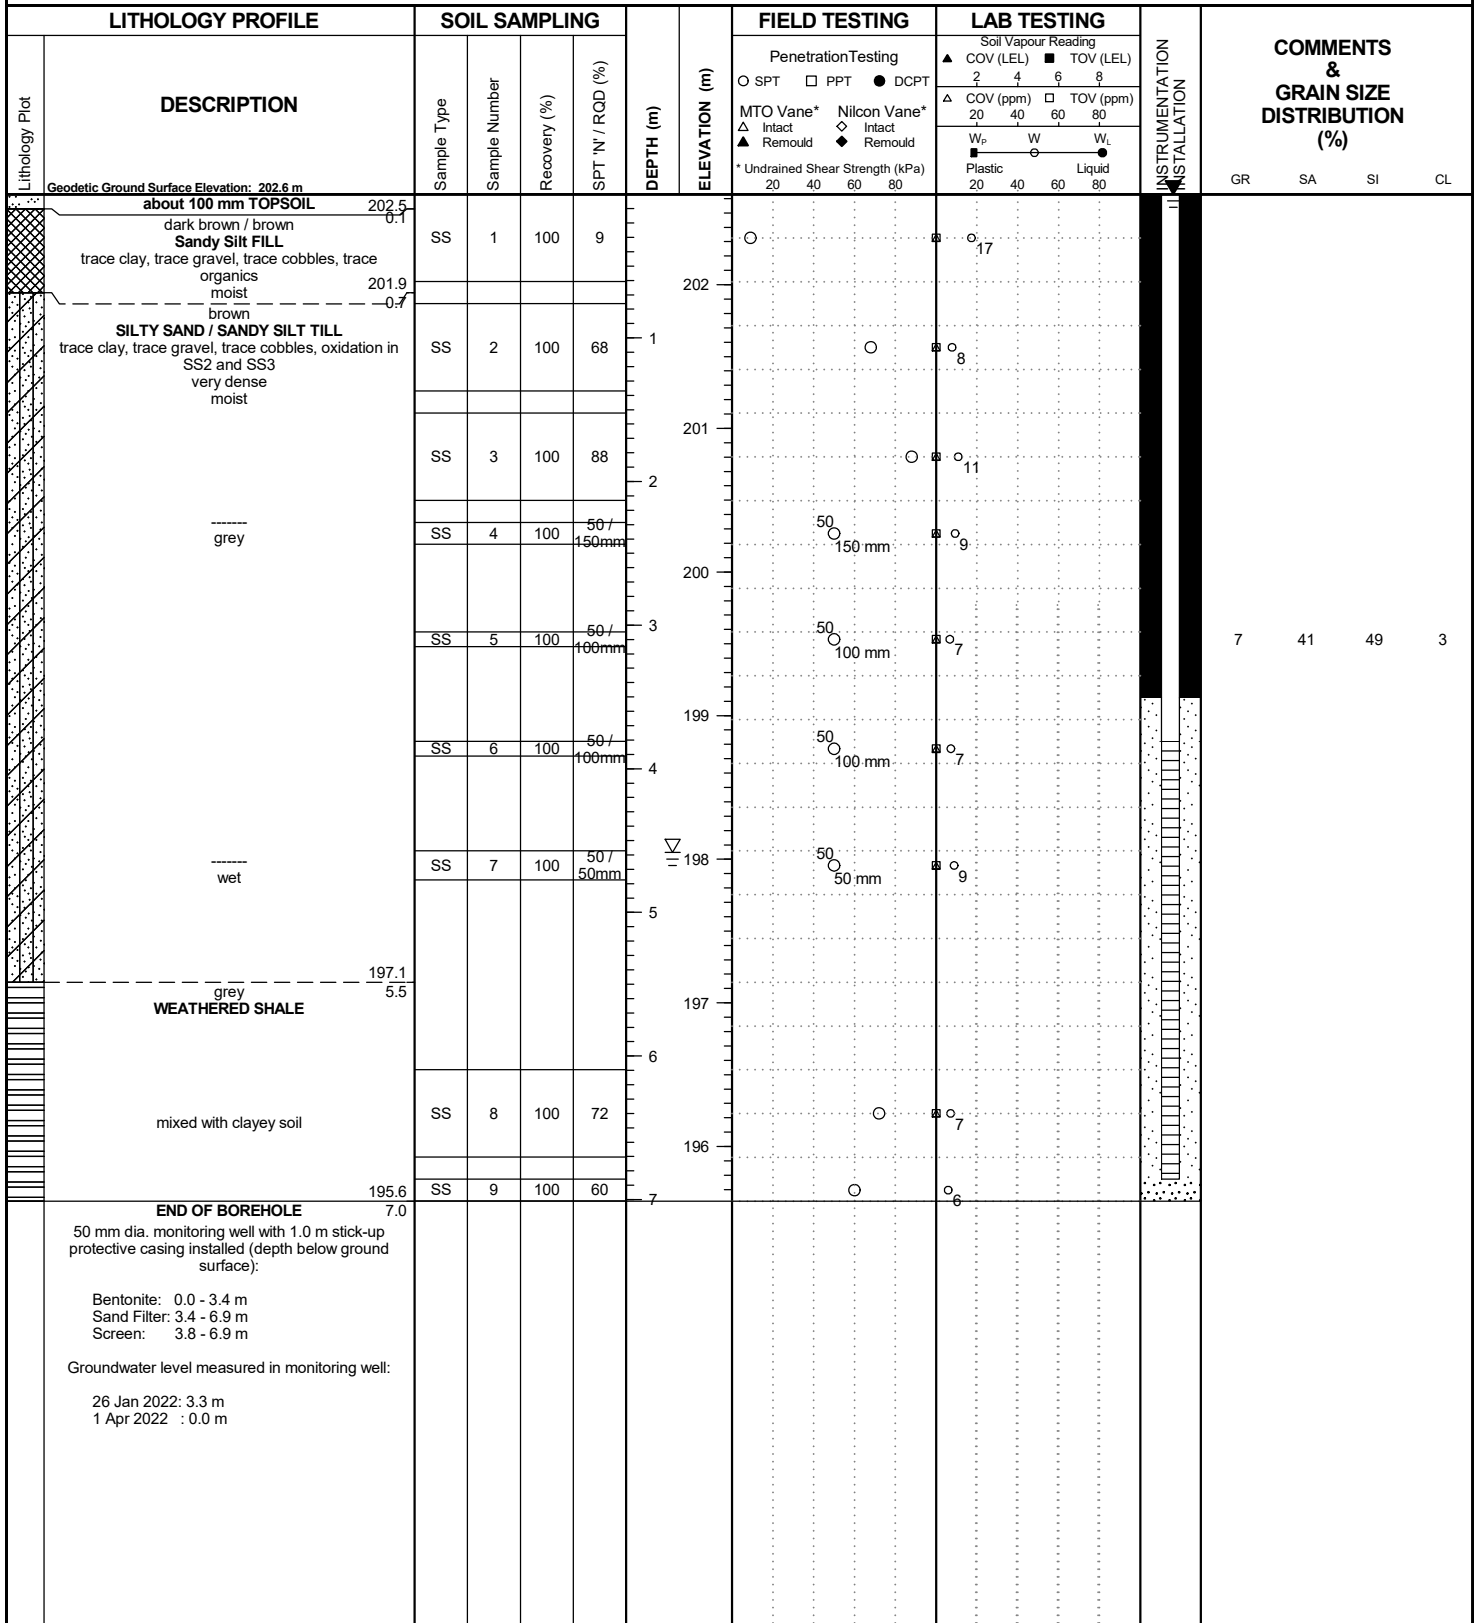 LITHOLOGY PROFILE
SOIL SAMPLING
FIELD TESTING
LAB TESTING
Lithology Plot
DESCRIPTION
Geodetic Ground Surface Elevation: 202.6 m
Sample Type
Sample Number
Recovery (%)
SPT 'N' / RQD (%)
DEPTH (m)
ELEVATION (m)
PenetrationTesting
SPT PPT DCPT
MTO Vane* Nilcon Vane*
Intact Intact
Remould Remould
* Undrained Shear Strength (kPa)
20 40 60 80
Soil Vapour Reading
COV (LEL) TOV (LEL)
2 4 6 8
COV (ppm) TOV (ppm)
20 40 60 80
WP W WL
Plastic Liquid
20 40 60 80
INSTRUMENTATION
INSTALLATION
COMMENTS
&
GRAIN SIZE
DISTRIBUTION
(%)
GR SA SI CL
about 100 mm TOPSOIL 202.5
0.1
dark brown / brown
Sandy Silt FILL
trace clay, trace gravel, trace cobbles, trace
organics
moist
201.9
0.7
SS 1 100 9
17
202
brown
SILTY SAND / SANDY SILT TILL
trace clay, trace gravel, trace cobbles, oxidation in
SS2 and SS3
very dense
moist
1
SS 2 100 68
8
201
SS 3 100 88
11
2
-------
grey
SS 4 100 50 /
150mm
50
150 mm
9
200
3
SS 5 100 50 /
100mm
50
100 mm
7
7 41 49 3
199
SS 6 100 50 /
100mm
50
100 mm
7
4
-------
wet
198
SS 7 100 50 /
50mm
50
50 mm
9
5
197.1
5.5
grey
WEATHERED SHALE
197
6
mixed with clayey soil
SS 8 100 72
7
196
195.6
SS 9 100 60
6
7
END OF BOREHOLE 7.0
50 mm dia. monitoring well with 1.0 m stick-up
protective casing installed (depth below ground
surface):
Bentonite: 0.0 - 3.4 m
Sand Filter: 3.4 - 6.9 m
Screen: 3.8 - 6.9 m
Groundwater level measured in monitoring well:
26 Jan 2022: 3.3 m
1 Apr 2022 : 0.0 m